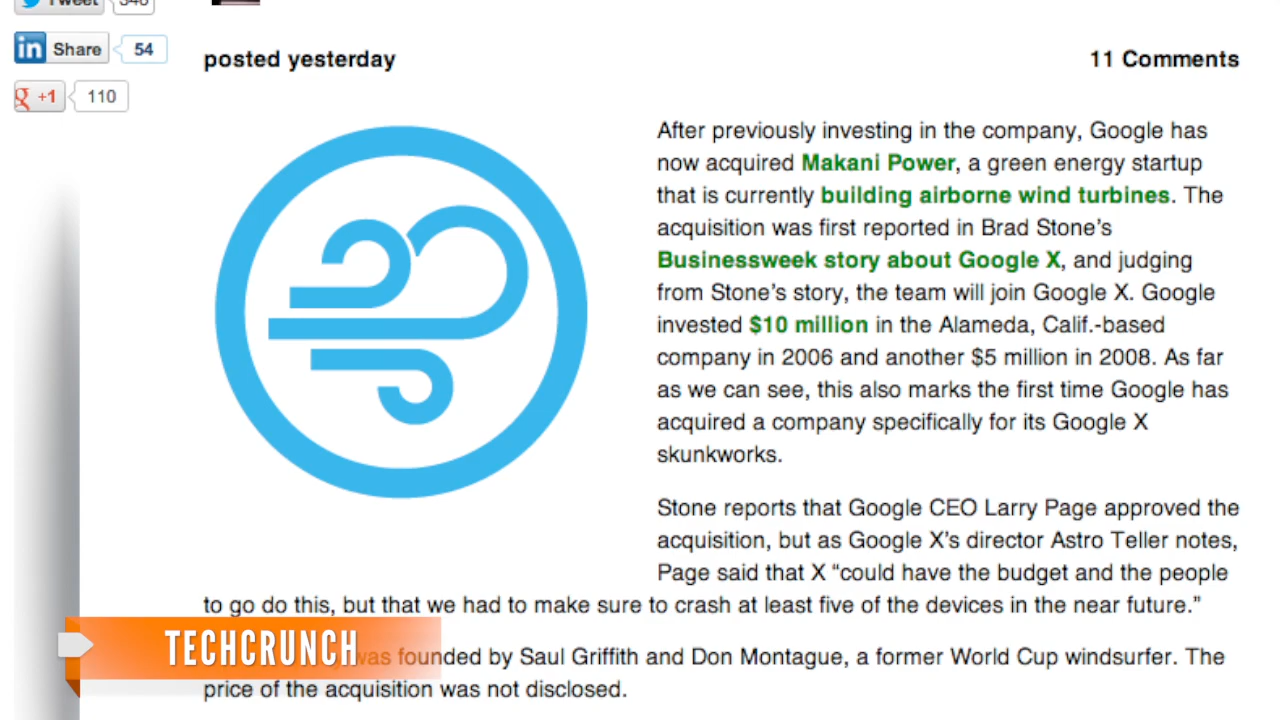 Tweet 348
in Share 54
g +1 110
posted yesterday
11 Comments
After previously investing in the company, Google has
now acquired Makani Power, a green energy startup
that is currently building airborne wind turbines. The
acquisition was first reported in Brad Stone’s
Businessweek story about Google X, and judging
from Stone’s story, the team will join Google X. Google
invested $10 million in the Alameda, Calif.-based
company in 2006 and another $5 million in 2008. As far
as we can see, this also marks the first time Google has
acquired a company specifically for its Google X
skunkworks.
Stone reports that Google CEO Larry Page approved the
acquisition, but as Google X’s director Astro Teller notes,
Page said that X “could have the budget and the people
to go do this, but that we had to make sure to crash at least five of the devices in the near future.”
was founded by Saul Griffith and Don Montague, a former World Cup windsurfer. The
price of the acquisition was not disclosed.
TECHCRUNCH